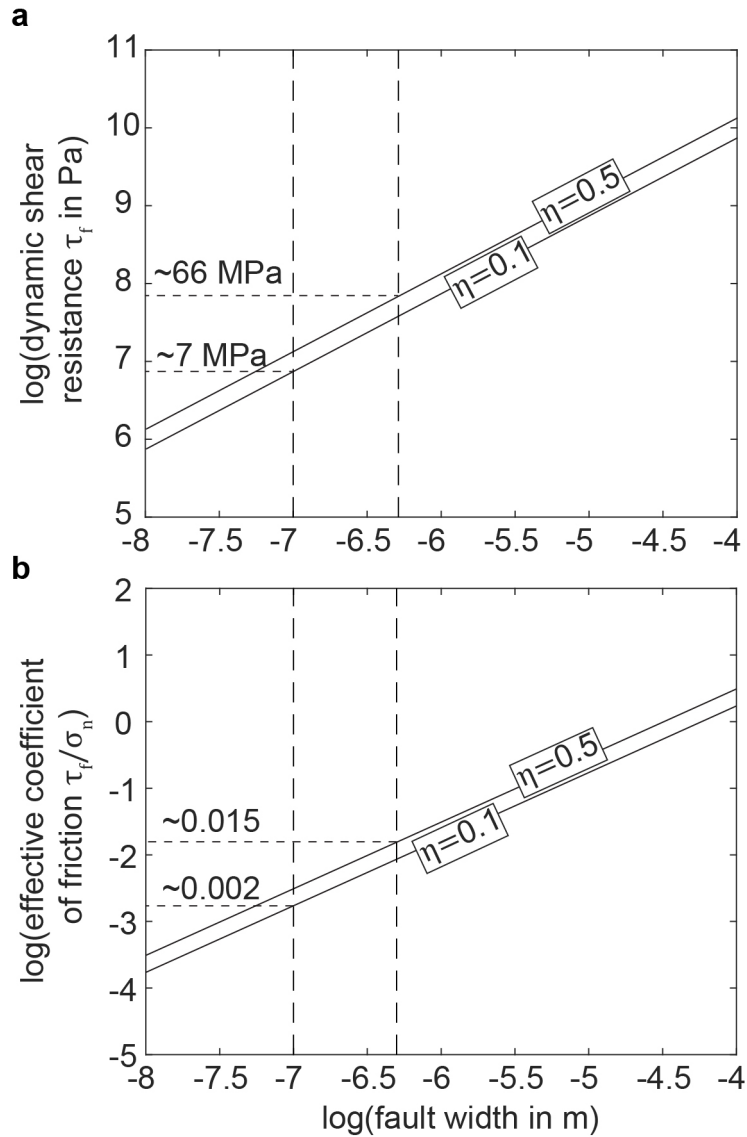 a
11
10
9
8
7
6
5
log(dynamic shear
resistance τf in Pa)
η=0.5
η=0.1
~66 MPa
~7 MPa
-8 -7.5 -7 -6.5 -6 -5.5 -5 -4.5 -4
b
2
1
0
-1
-2
-3
-4
-5
log(effective coefficient
of friction τf/σn)
η=0.5
η=0.1
~0.015
~0.002
-8 -7.5 -7 -6.5 -6 -5.5 -5 -4.5 -4
log(fault width in m)